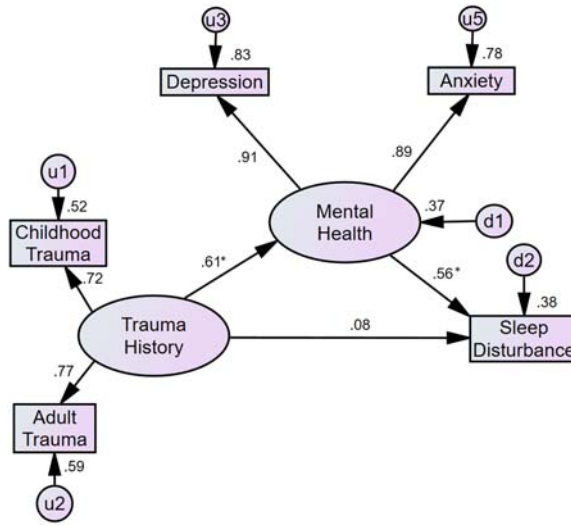 u3
.83
Depression
u5
.78
Anxiety
.91
.89
u1
.52
Childhood
Trauma
.72
Mental
Health
.37
d1
.61*
.56*
d2
.38
Sleep
Disturbance
Trauma
History
.08
.77
Adult
Trauma
.59
u2